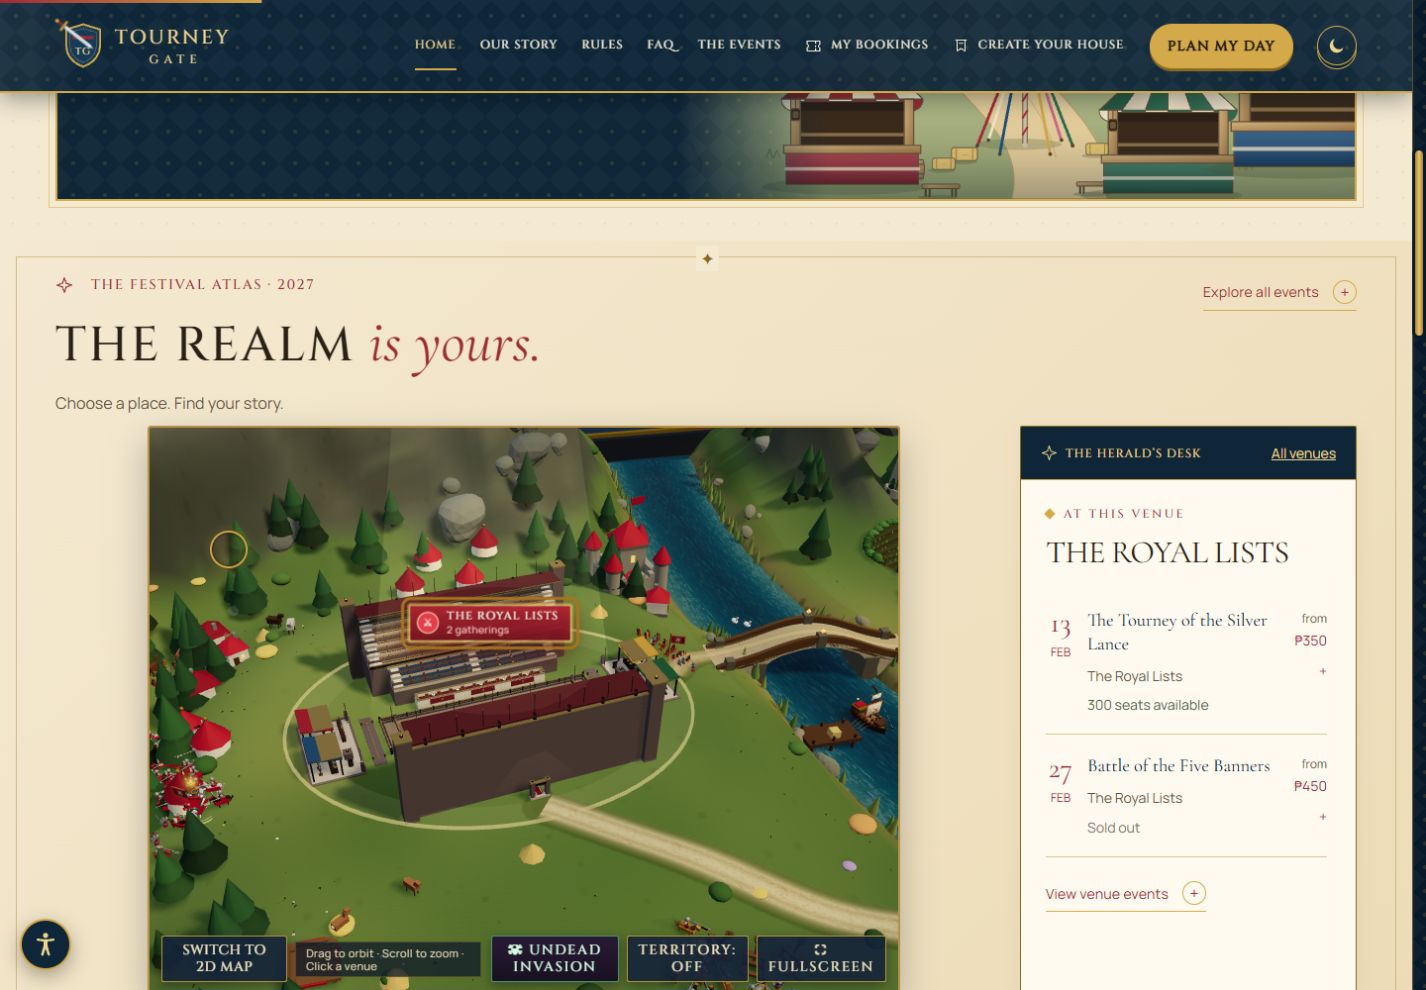 TG
TOURNEY
GATE
HOME
OUR STORY
RULES
FAQ
THE EVENTS
MY BOOKINGS
CREATE YOUR HOUSE
PLAN MY DAY
THE FESTIVAL ATLAS · 2027
Explore all events
THE REALM is yours.
Choose a place. Find your story.
THE ROYAL LISTS
2 gatherings
SWITCH TO
2D MAP
Drag to orbit · Scroll to zoom ·
Click a venue
UNDEAD
INVASION
TERRITORY:
OFF
FULLSCREEN
THE HERALD'S DESK
All venues
AT THIS VENUE
THE ROYAL LISTS
13
FEB
The Tourney of the Silver
Lance
The Royal Lists
300 seats available
from
₱350
+
27
FEB
Battle of the Five Banners
The Royal Lists
Sold out
from
₱450
+
View venue events